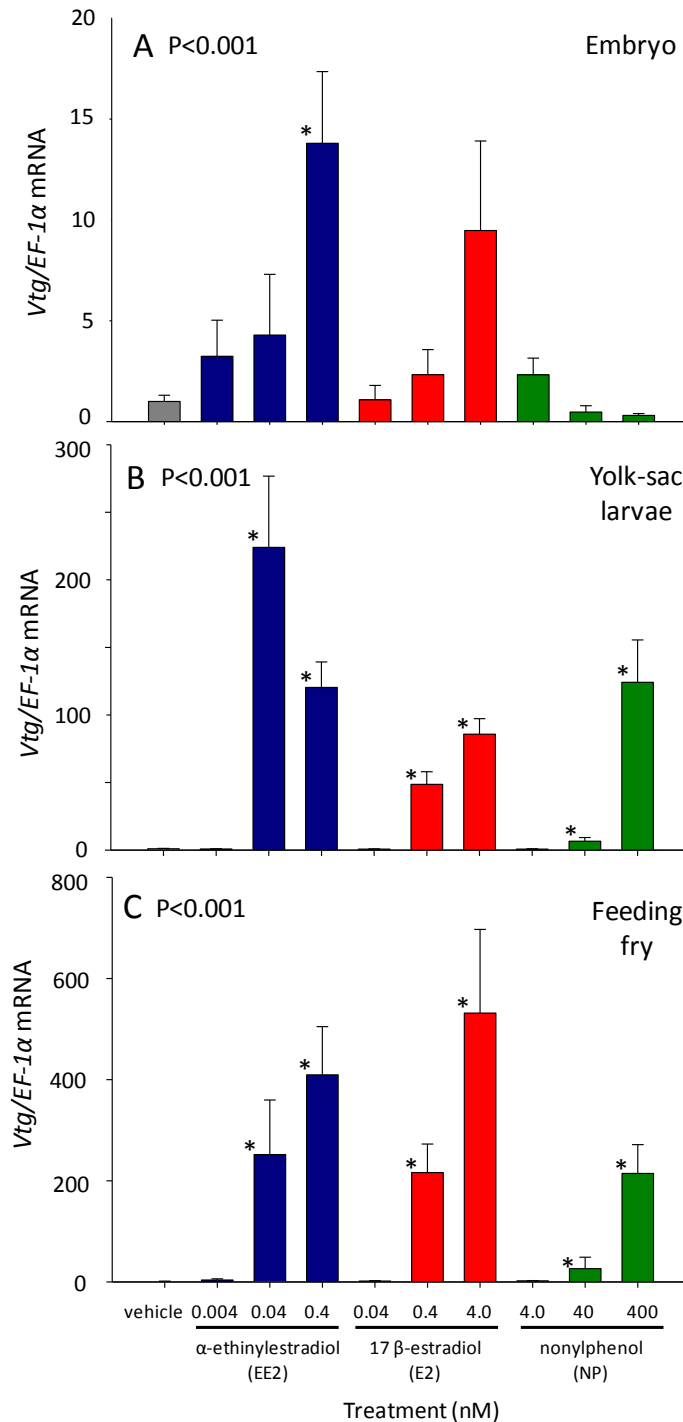 A P<0.001
Embryo
20
15
10
5
0
Vtg/EF-1α mRNA
*
B P<0.001
Yolk-sac
larvae
300
200
100
0
Vtg/EF-1α mRNA
* * * * * *
C P<0.001
Feeding
fry
800
600
400
200
0
Vtg/EF-1α mRNA
* * * * * *
vehicle 0.004 0.04 0.4 0.04 0.4 4.0 4.0 40 400
α-ethinylestradiol 17 β-estradiol nonylphenol
(EE2) (E2) (NP)
Treatment (nM)